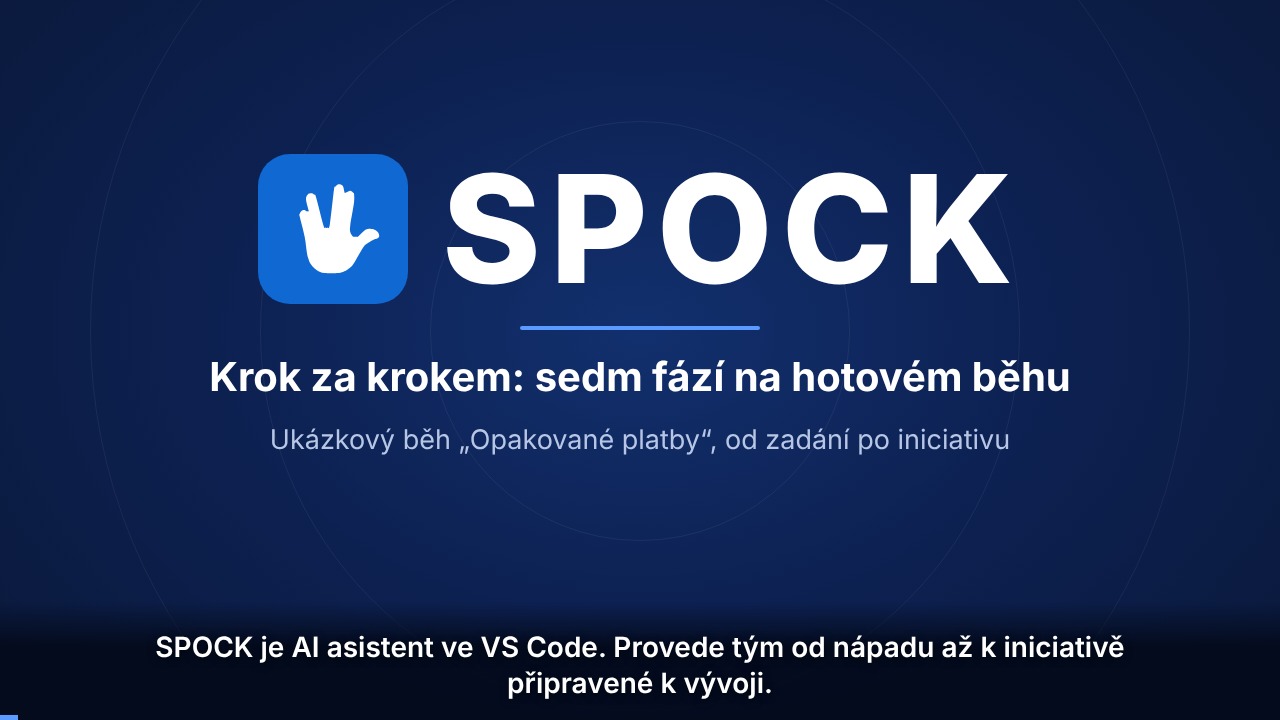 SPOCK
Krok za krokem: sedm fází na hotovém běhu
Ukázkový běh „Opakované platby“, od zadání po iniciativu
SPOCK je AI asistent ve VS Code. Provede tým od nápadu až k iniciativě
připravené k vývoji.